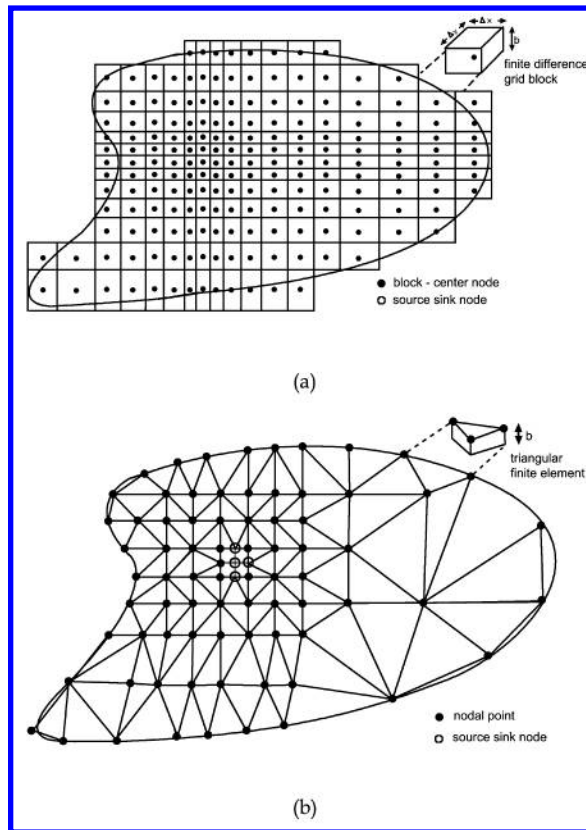 Δy
Δx
b
finite difference
grid block
block - center node
source sink node
(a)
b
triangular
finite element
nodal point
source sink node
(b)